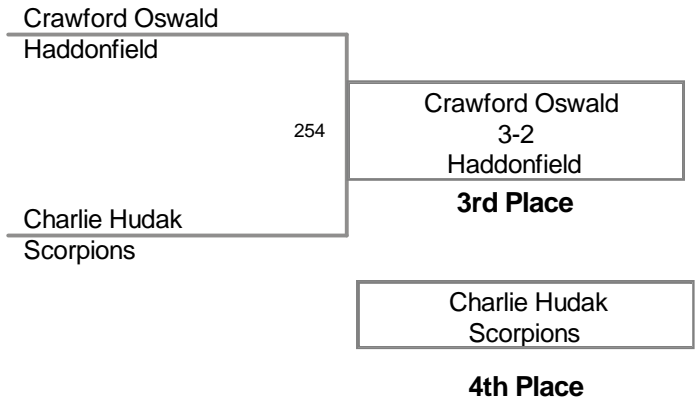 Crawford Oswald
Haddonfield
254
Crawford Oswald
3-2
Haddonfield
3rd Place
Charlie Hudak
Scorpions
Charlie Hudak
Scorpions
4th Place